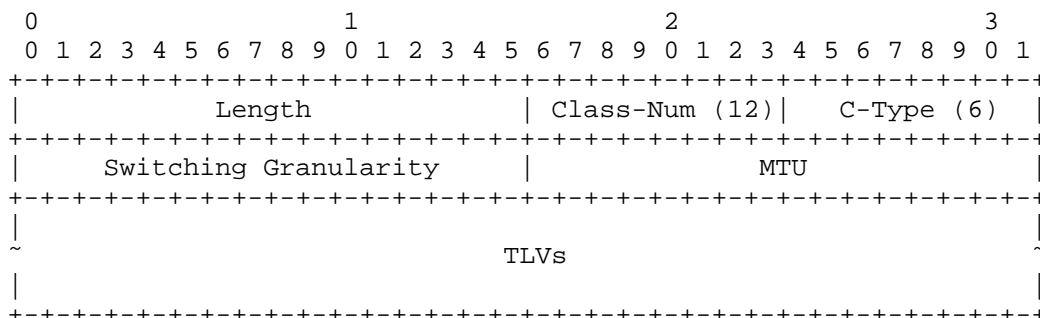 0                   1                   2                   3
 0 1 2 3 4 5 6 7 8 9 0 1 2 3 4 5 6 7 8 9 0 1 2 3 4 5 6 7 8 9 0 1
+-+-+-+-+-+-+-+-+-+-+-+-+-+-+-+-+-+-+-+-+-+-+-+-+-+-+-+-+-+-+-+-+
|            Length             | Class-Num (12)|   C-Type (6)  |
+-+-+-+-+-+-+-+-+-+-+-+-+-+-+-+-+-+-+-+-+-+-+-+-+-+-+-+-+-+-+-+-+
|     Switching Granularity     |              MTU              |
+-+-+-+-+-+-+-+-+-+-+-+-+-+-+-+-+-+-+-+-+-+-+-+-+-+-+-+-+-+-+-+-+
|                                                               |
~                              TLVs                             ~
|                                                               |
+-+-+-+-+-+-+-+-+-+-+-+-+-+-+-+-+-+-+-+-+-+-+-+-+-+-+-+-+-+-+-+-+